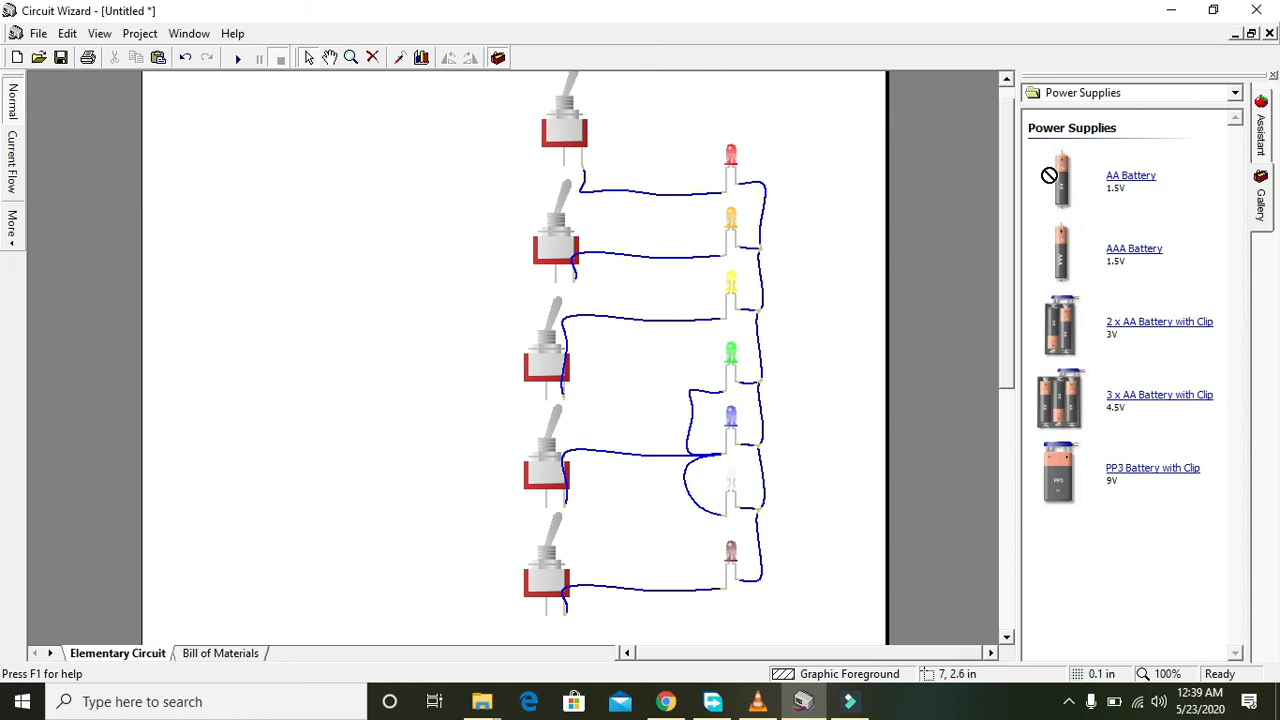 Circuit Wizard - [Untitled *]
File Edit View Project Window Help
Normal
Current Flow
More
Power Supplies
Power Supplies
AA Battery
1.5V
AAA Battery
1.5V
2 x AA Battery with Clip
3V
3 x AA Battery with Clip
4.5V
PP3
PP3 Battery with Clip
9V
Assistant
Gallery
Elementary Circuit
Bill of Materials
Press F1 for help
Graphic Foreground
7, 2.6 in
0.1 in
100%
Ready
Type here to search
12:39 AM
5/23/2020